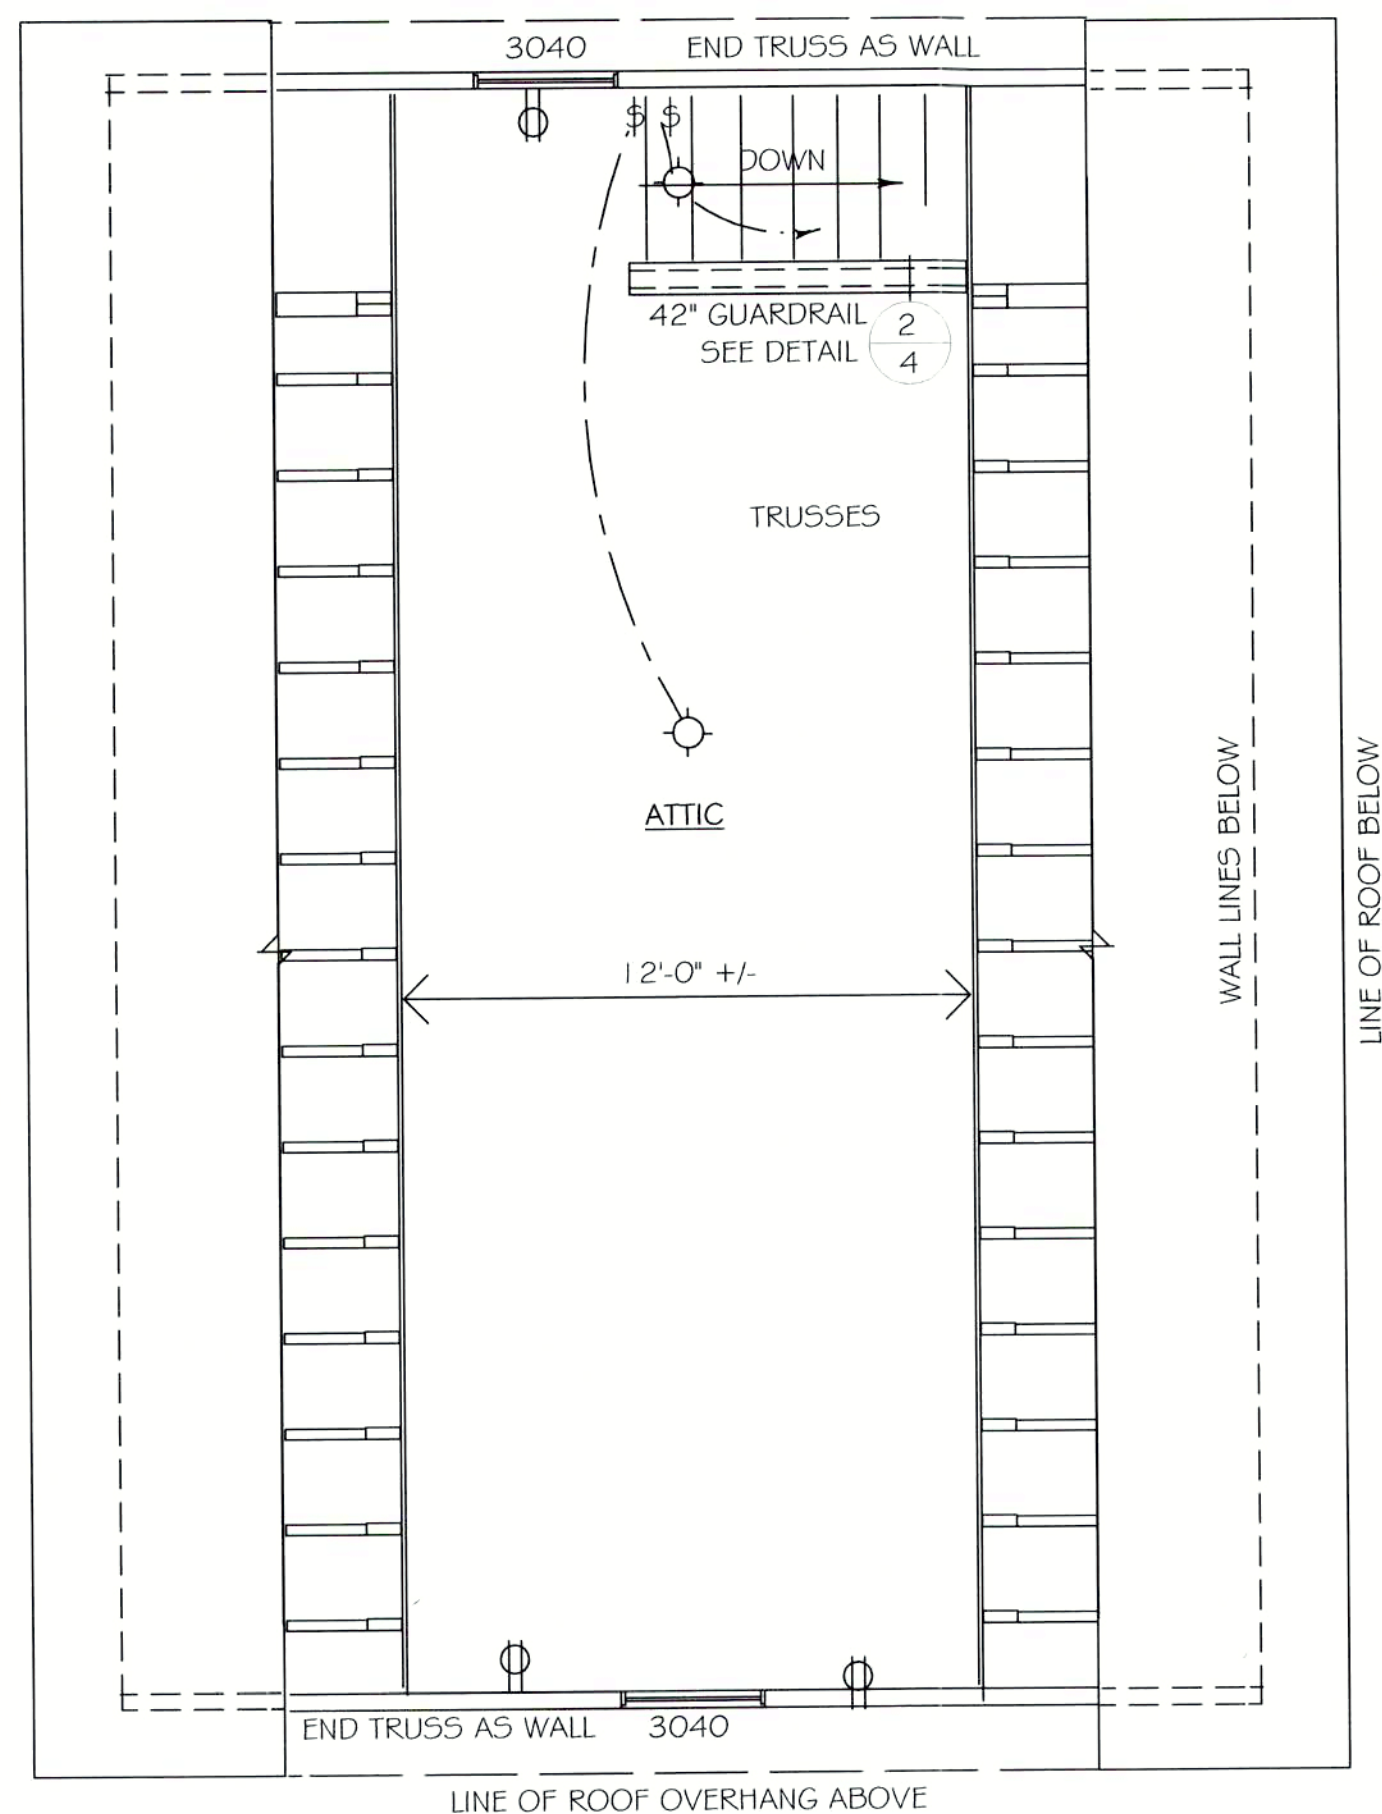 3040 END TRUSS AS WALL
$ $
DOWN
42" GUARDRAIL
SEE DETAIL
2
4
TRUSSES
ATTIC
WALL LINES BELOW
LINE OF ROOF BELOW
12'-0" +/-
END TRUSS AS WALL 3040
LINE OF ROOF OVERHANG ABOVE